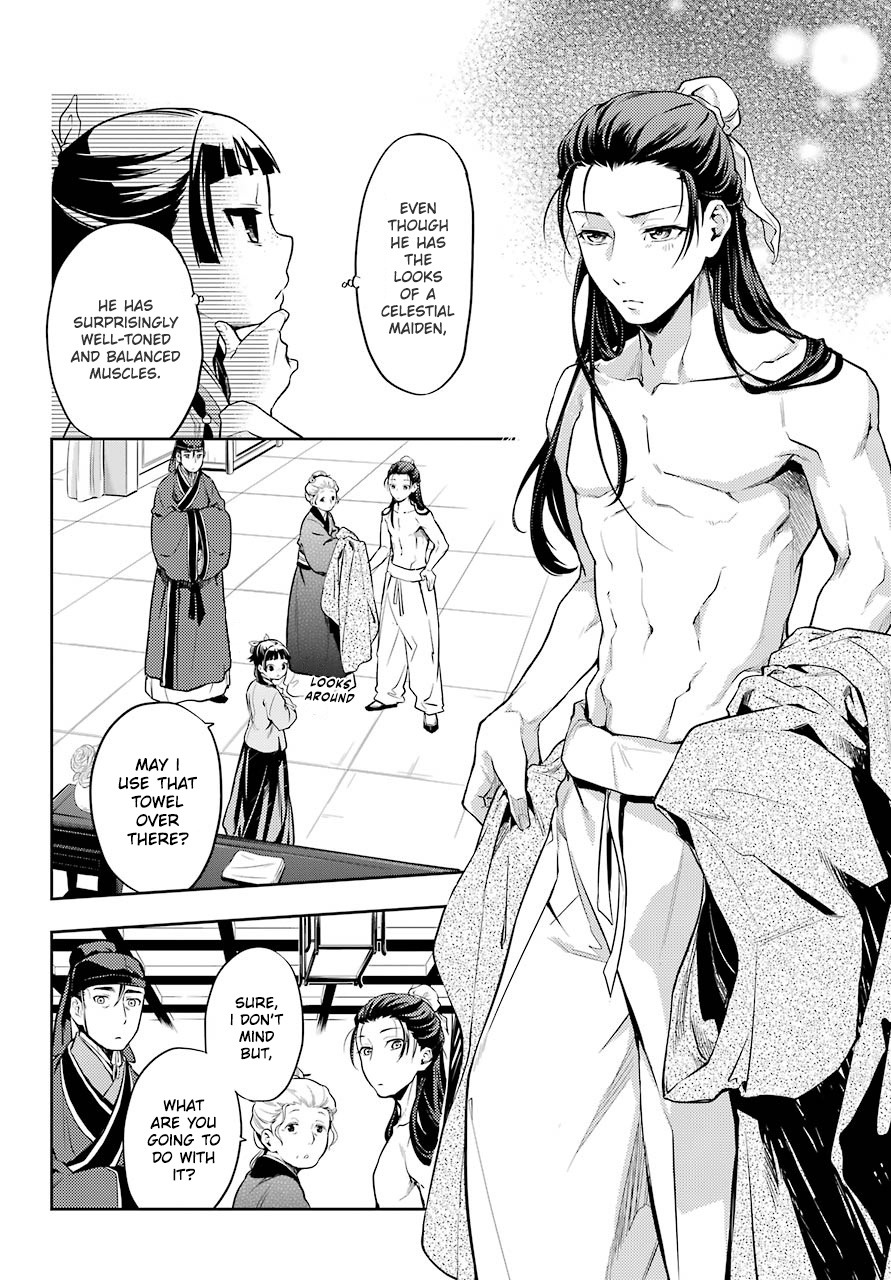 EVEN
THOUGH
HE HAS
THE
LOOKS
OF A
CELESTIAL
MAIDEN,
HE HAS
SURPRISINGLY
WELL-TONED
AND BALANCED
MUSCLES.
LOOKS
AROUND
MAY I
USE THAT
TOWEL
OVER
THERE?
SURE,
I DON'T
MIND
BUT,
WHAT
ARE YOU
GOING TO
DO WITH
IT?